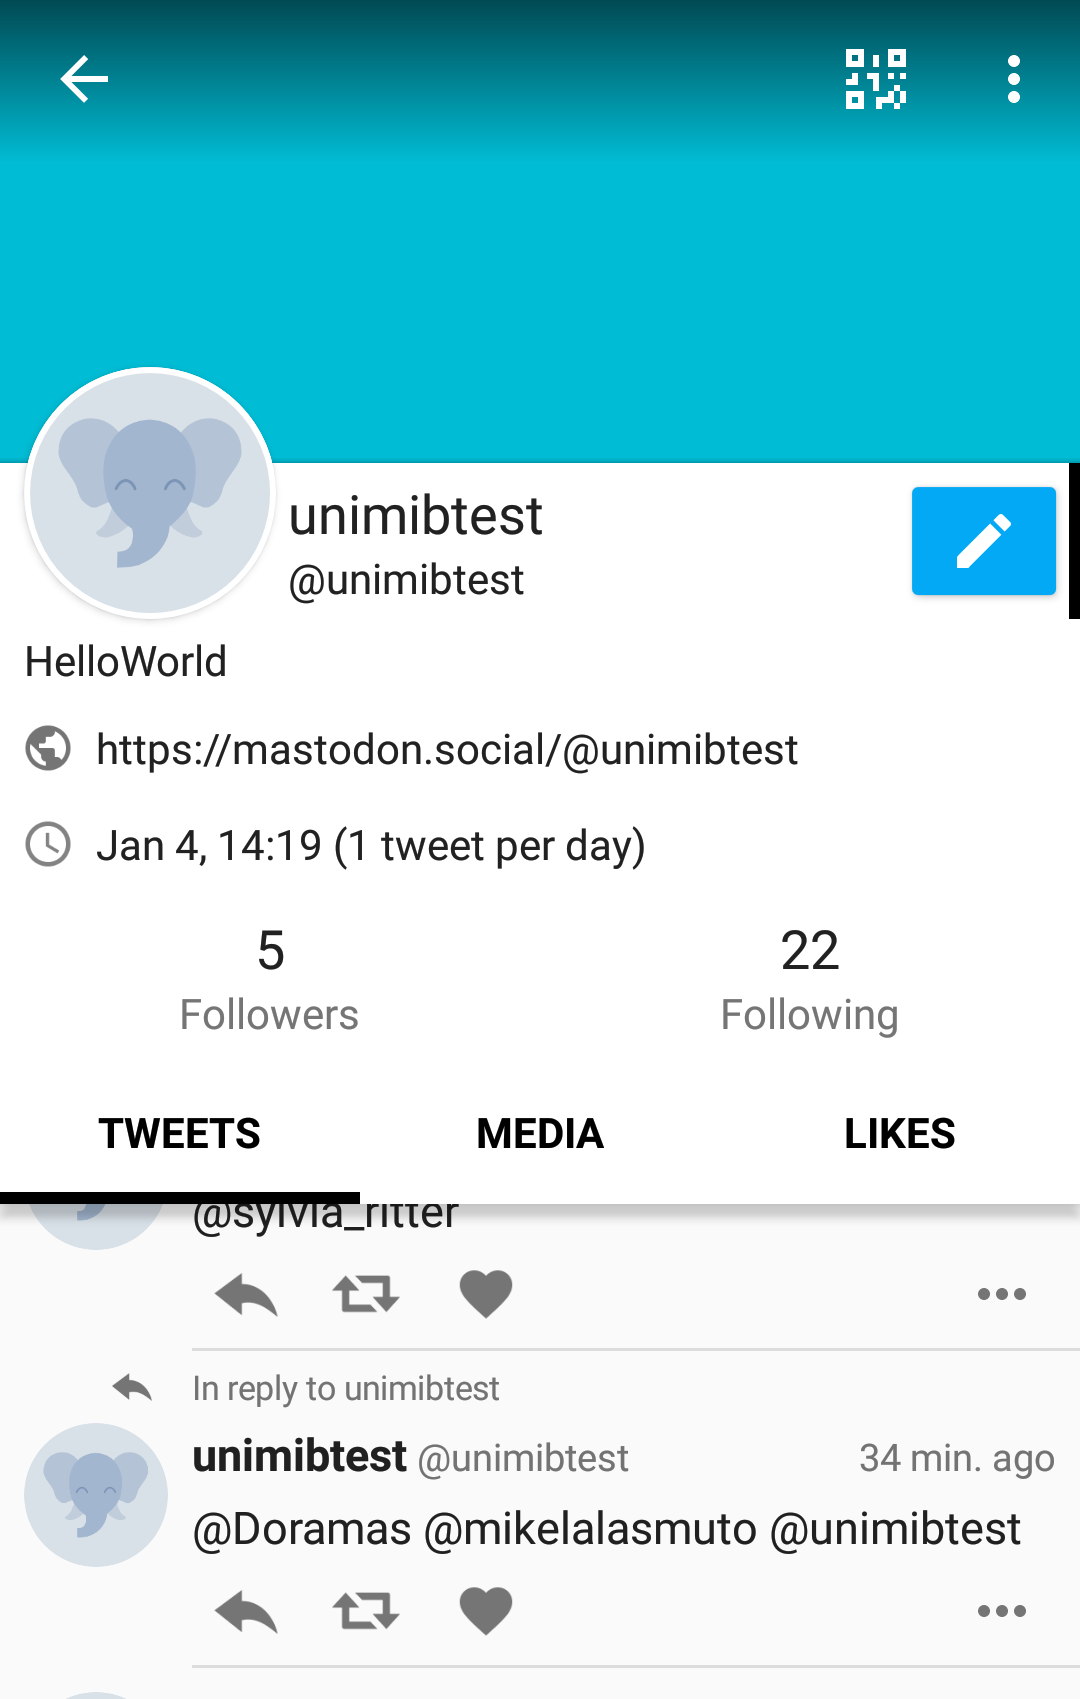 unimibtest
@unimibtest
HelloWorld
https://mastodon.social/@unimibtest
Jan 4, 14:19 (1 tweet per day)
5
Followers
22
Following
TWEETS
MEDIA
LIKES
@sylvia_ritter
In reply to unimibtest
unimibtest @unimibtest 34 min. ago
@Doramas @mikelalasmuto @unimibtest